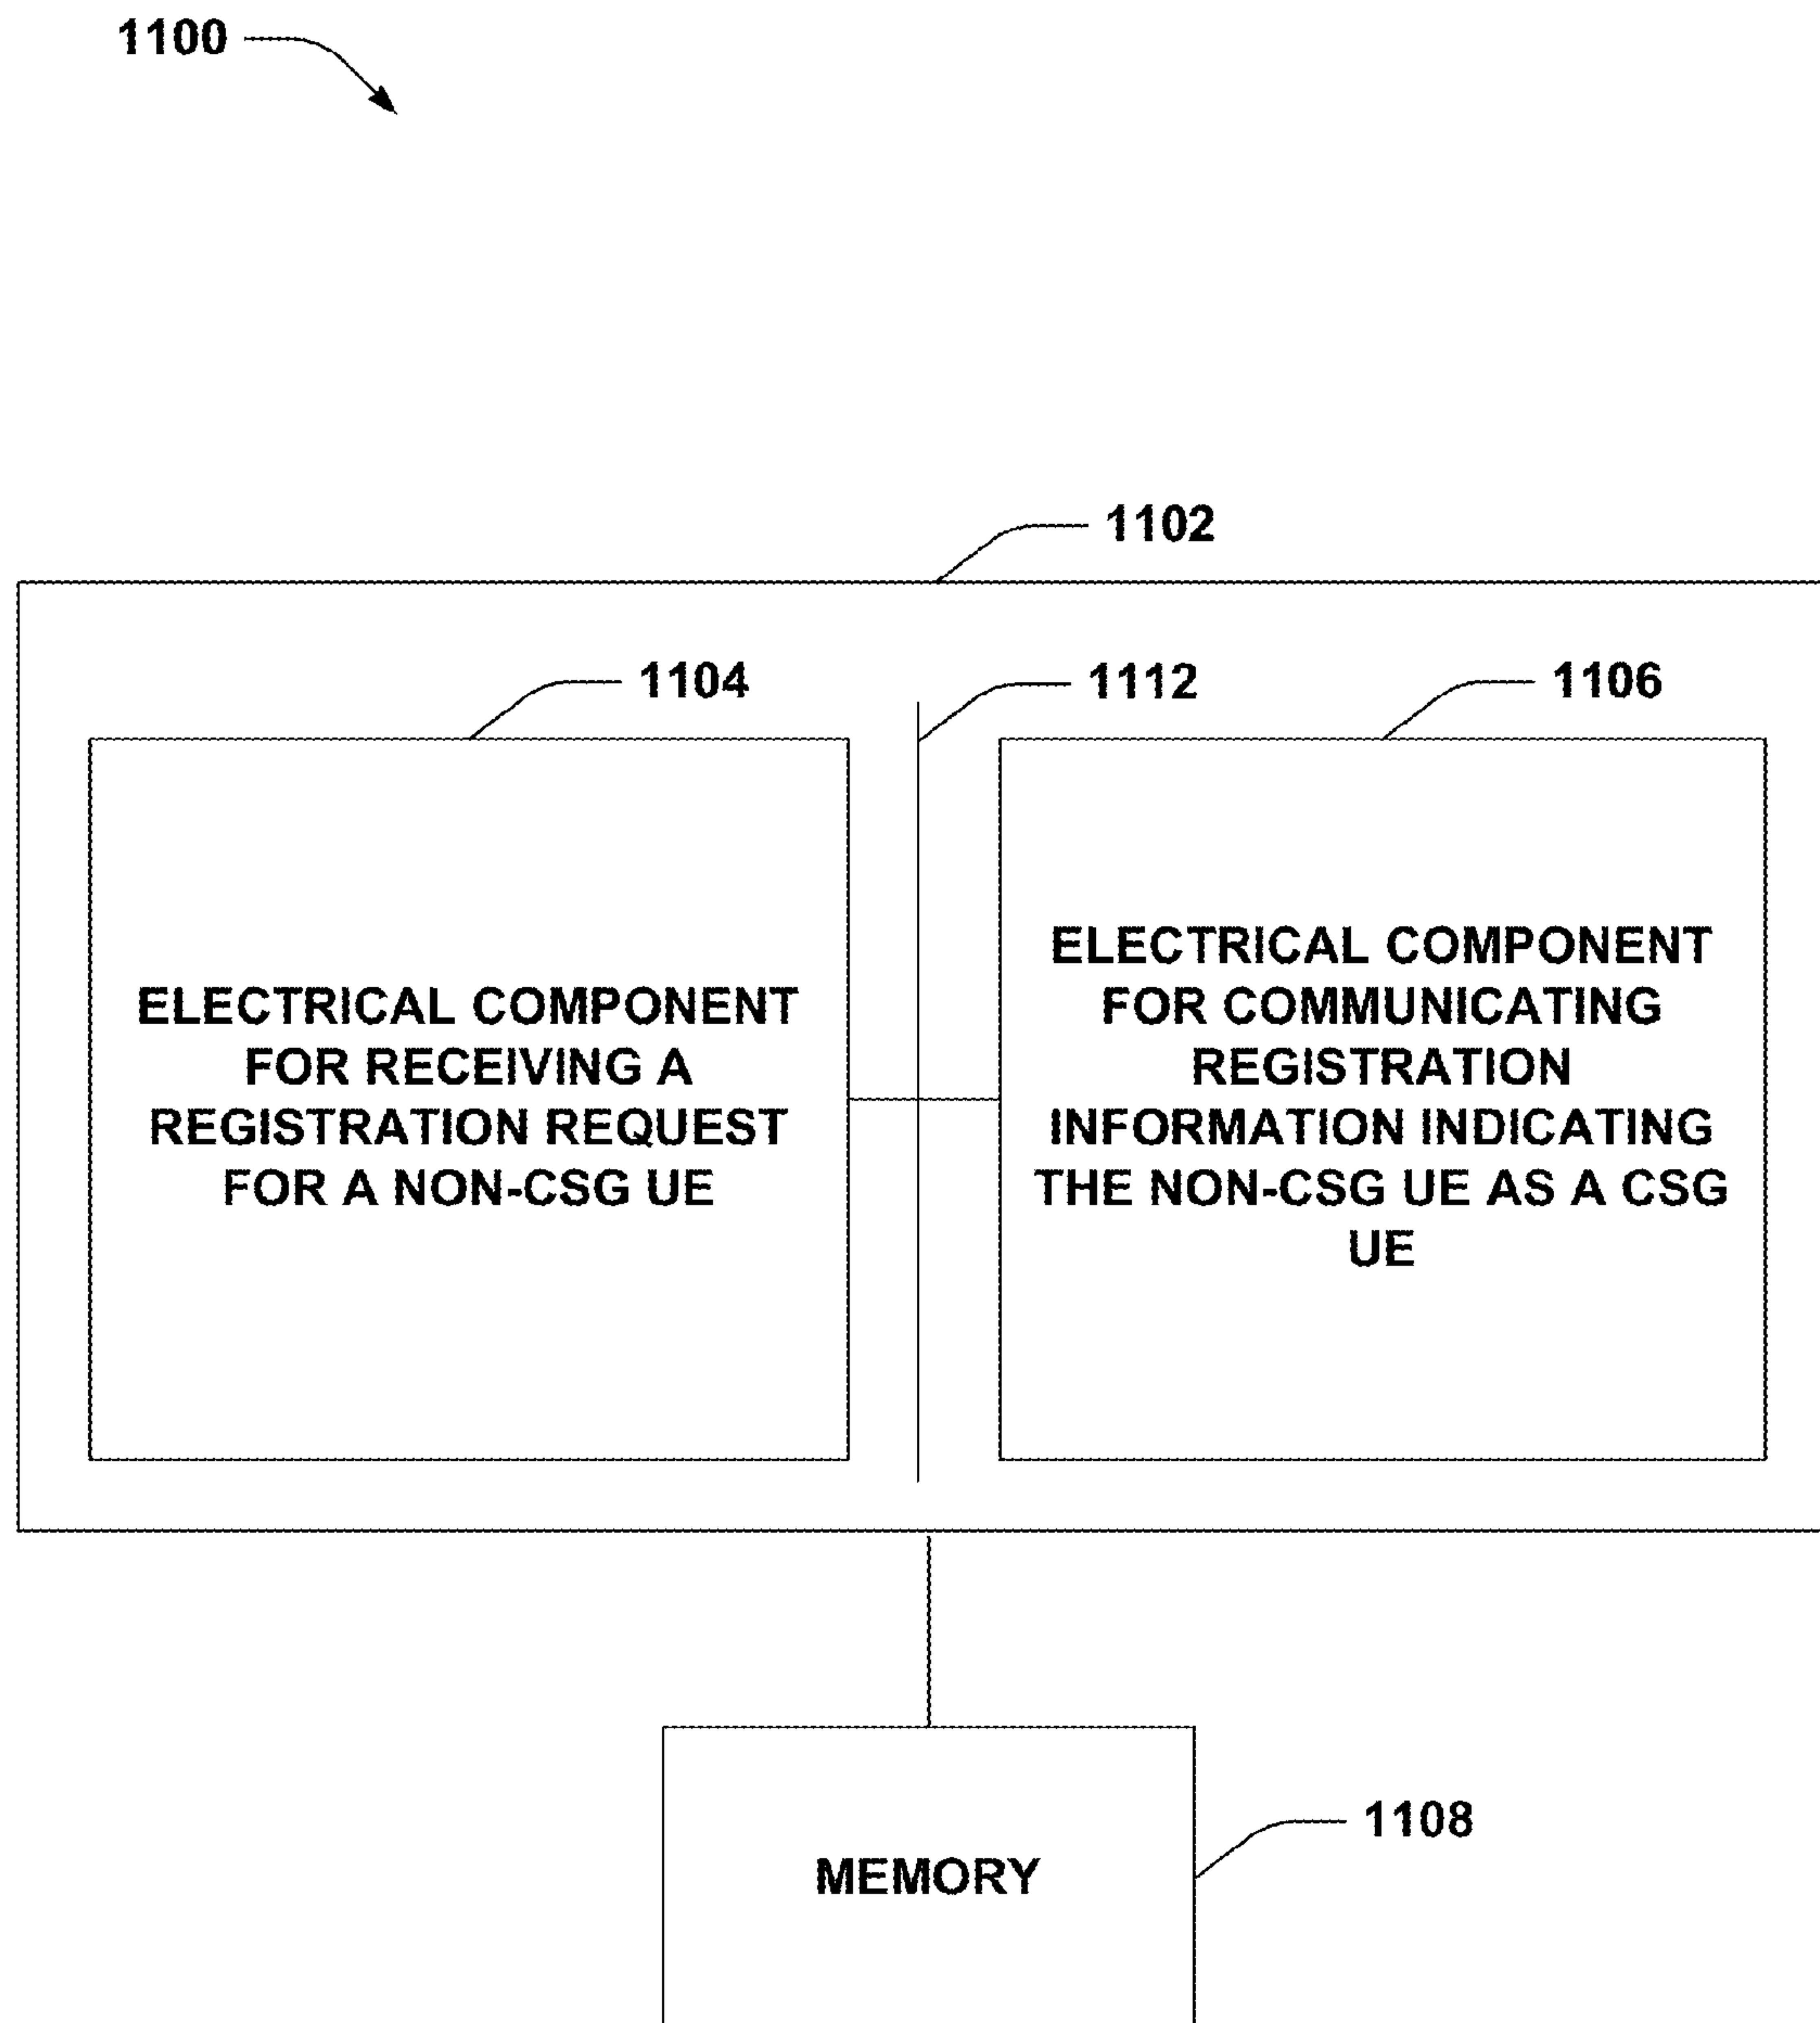 1100
1102
1104
1112
1106
ELECTRICAL COMPONENT
FOR RECEIVING A
REGISTRATION REQUEST
FOR A NON-CSG UE
ELECTRICAL COMPONENT
FOR COMMUNICATING
REGISTRATION
INFORMATION INDICATING
THE NON-CSG UE AS A CSG
UE
1108
MEMORY